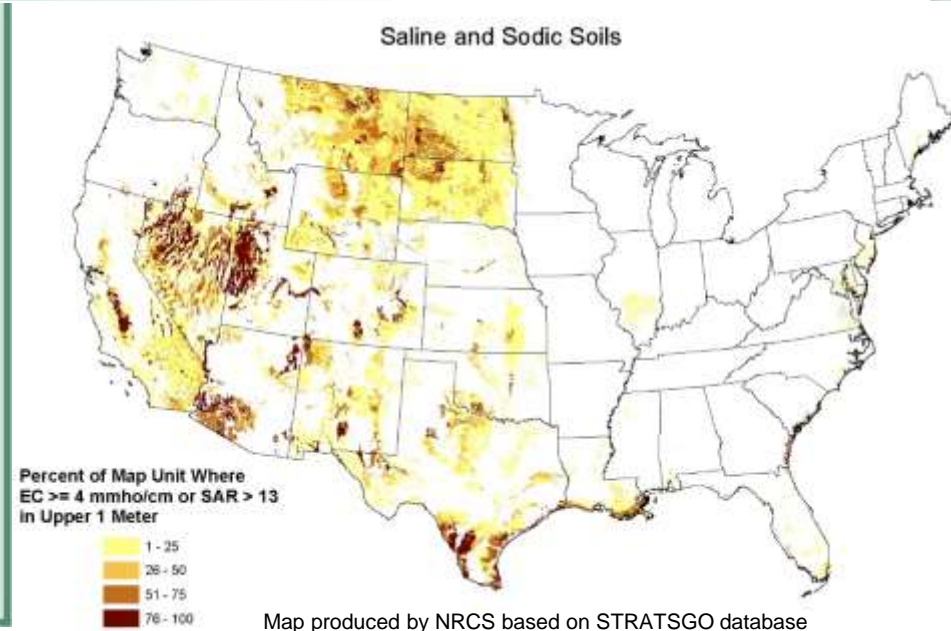 Saline and Sodic Soils
Percent of Map Unit Where
EC >= 4 mmho/cm or SAR > 13
in Upper 1 Meter
1 - 25
26 - 50
51 - 75
76 - 100
Map produced by NRCS based on STRATSGO database